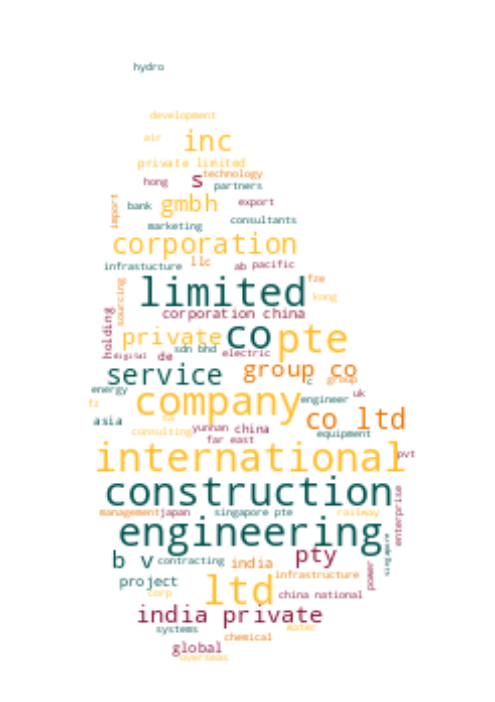 hydro
development
air inc
private limited
technology
hong s partners
import bank gmbh export
marketing consultants
corporation
infrastucture llc ab pacific
sourcing limited fze
kong
holding corporation china
private co pte
digital de sdn bhd electric
service group co
c group
energy company engineer uk
fz
asia sa co ltd
consulting yunnan china equipment
far east
international pvt
construction enterprise
management japan singapore pte railway
engineering singapore
b v contracting india pty
project infrastructure power
corp ltd china national
india private
systems chemical water
global
overseas